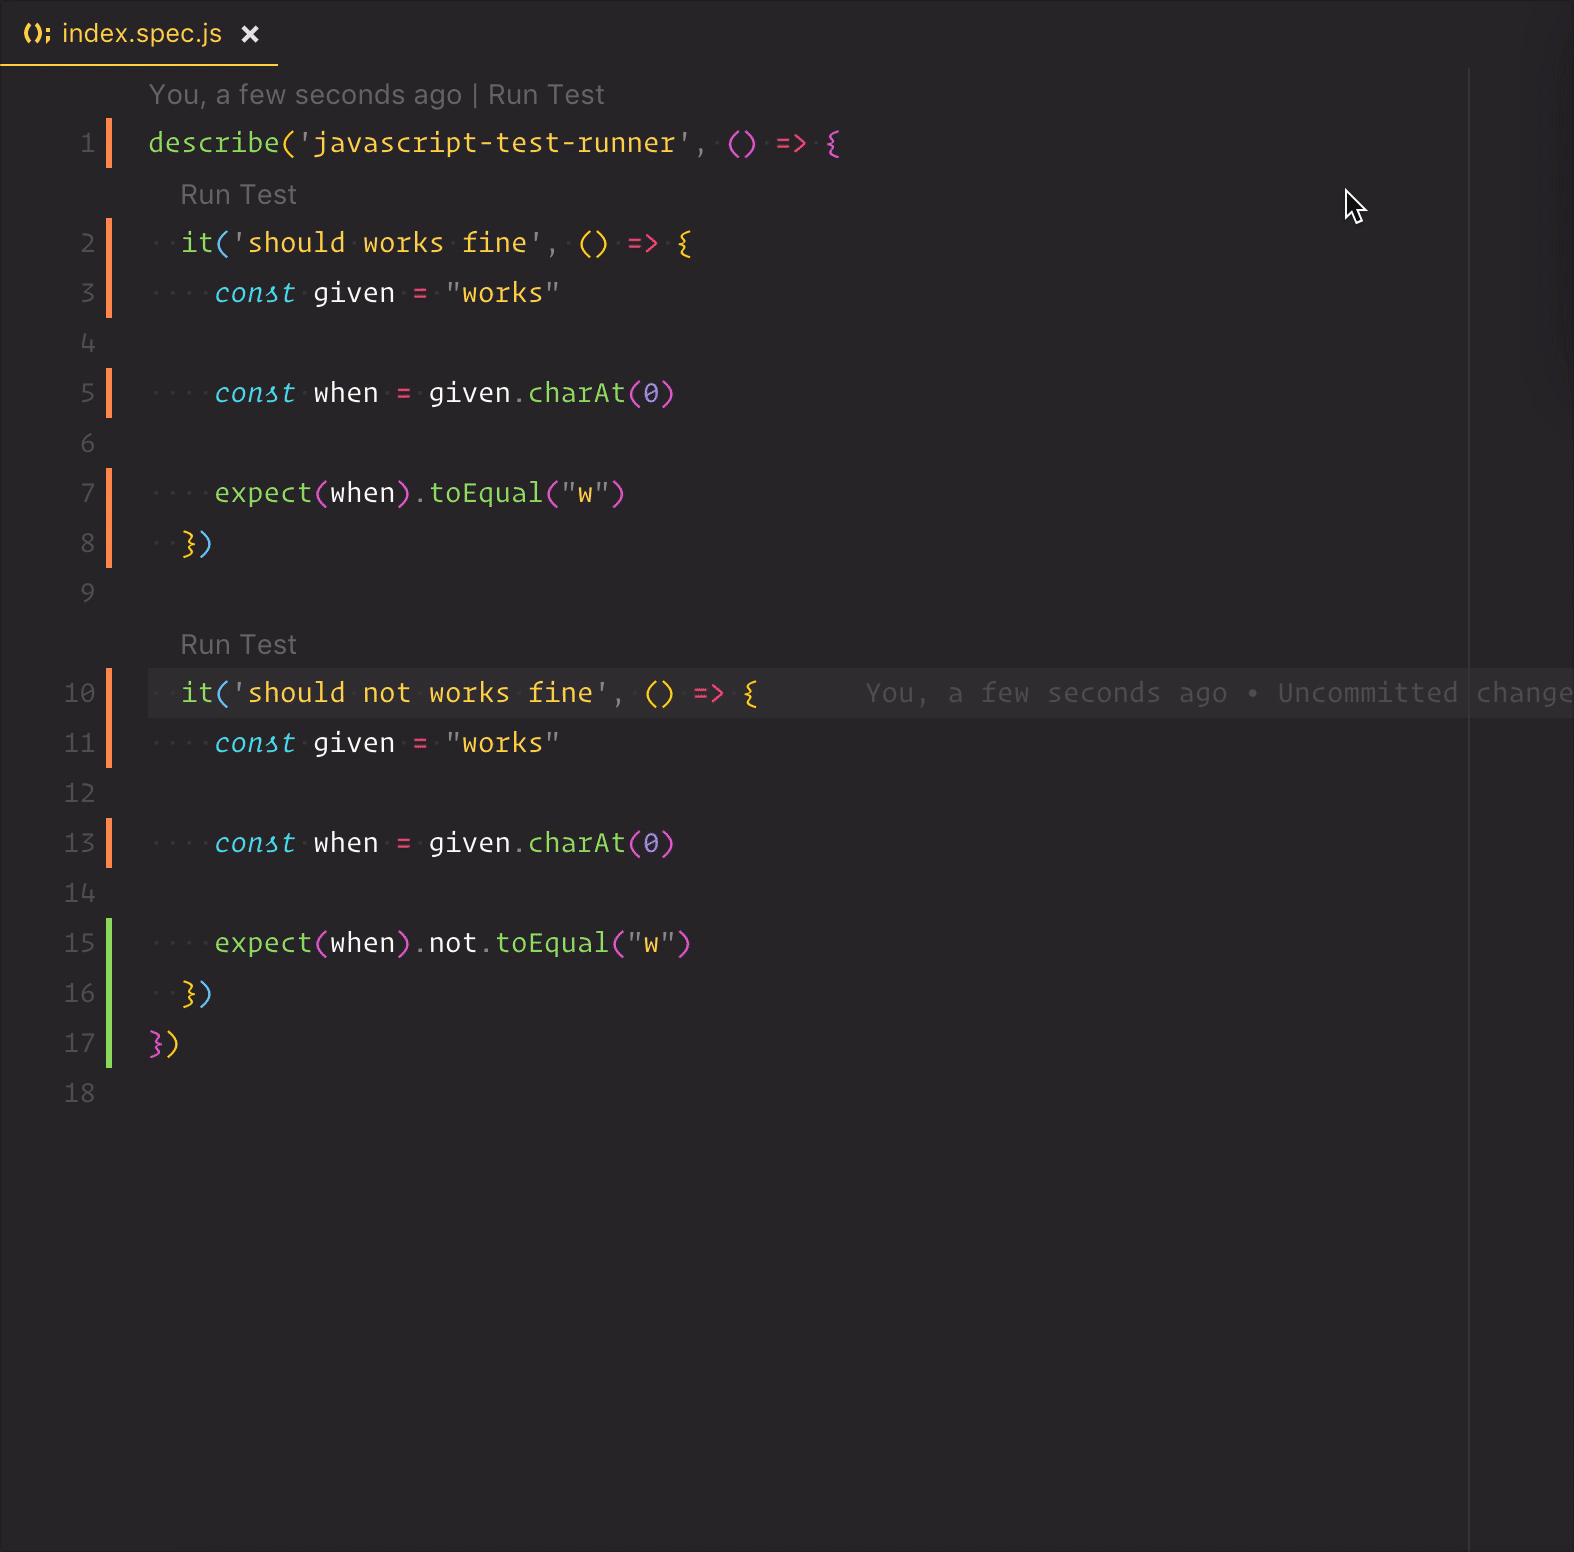 (); index.spec.js ×
You, a few seconds ago | Run Test
1 describe('javascript-test-runner', () => {
Run Test
2 it('should works fine', () => {
3 const given = "works"
4
5 const when = given.charAt(0)
6
7 expect(when).toEqual("w")
8 })
9
Run Test
10 it('should not works fine', () => { You, a few seconds ago • Uncommitted change
11 const given = "works"
12
13 const when = given.charAt(0)
14
15 expect(when).not.toEqual("w")
16 })
17 })
18